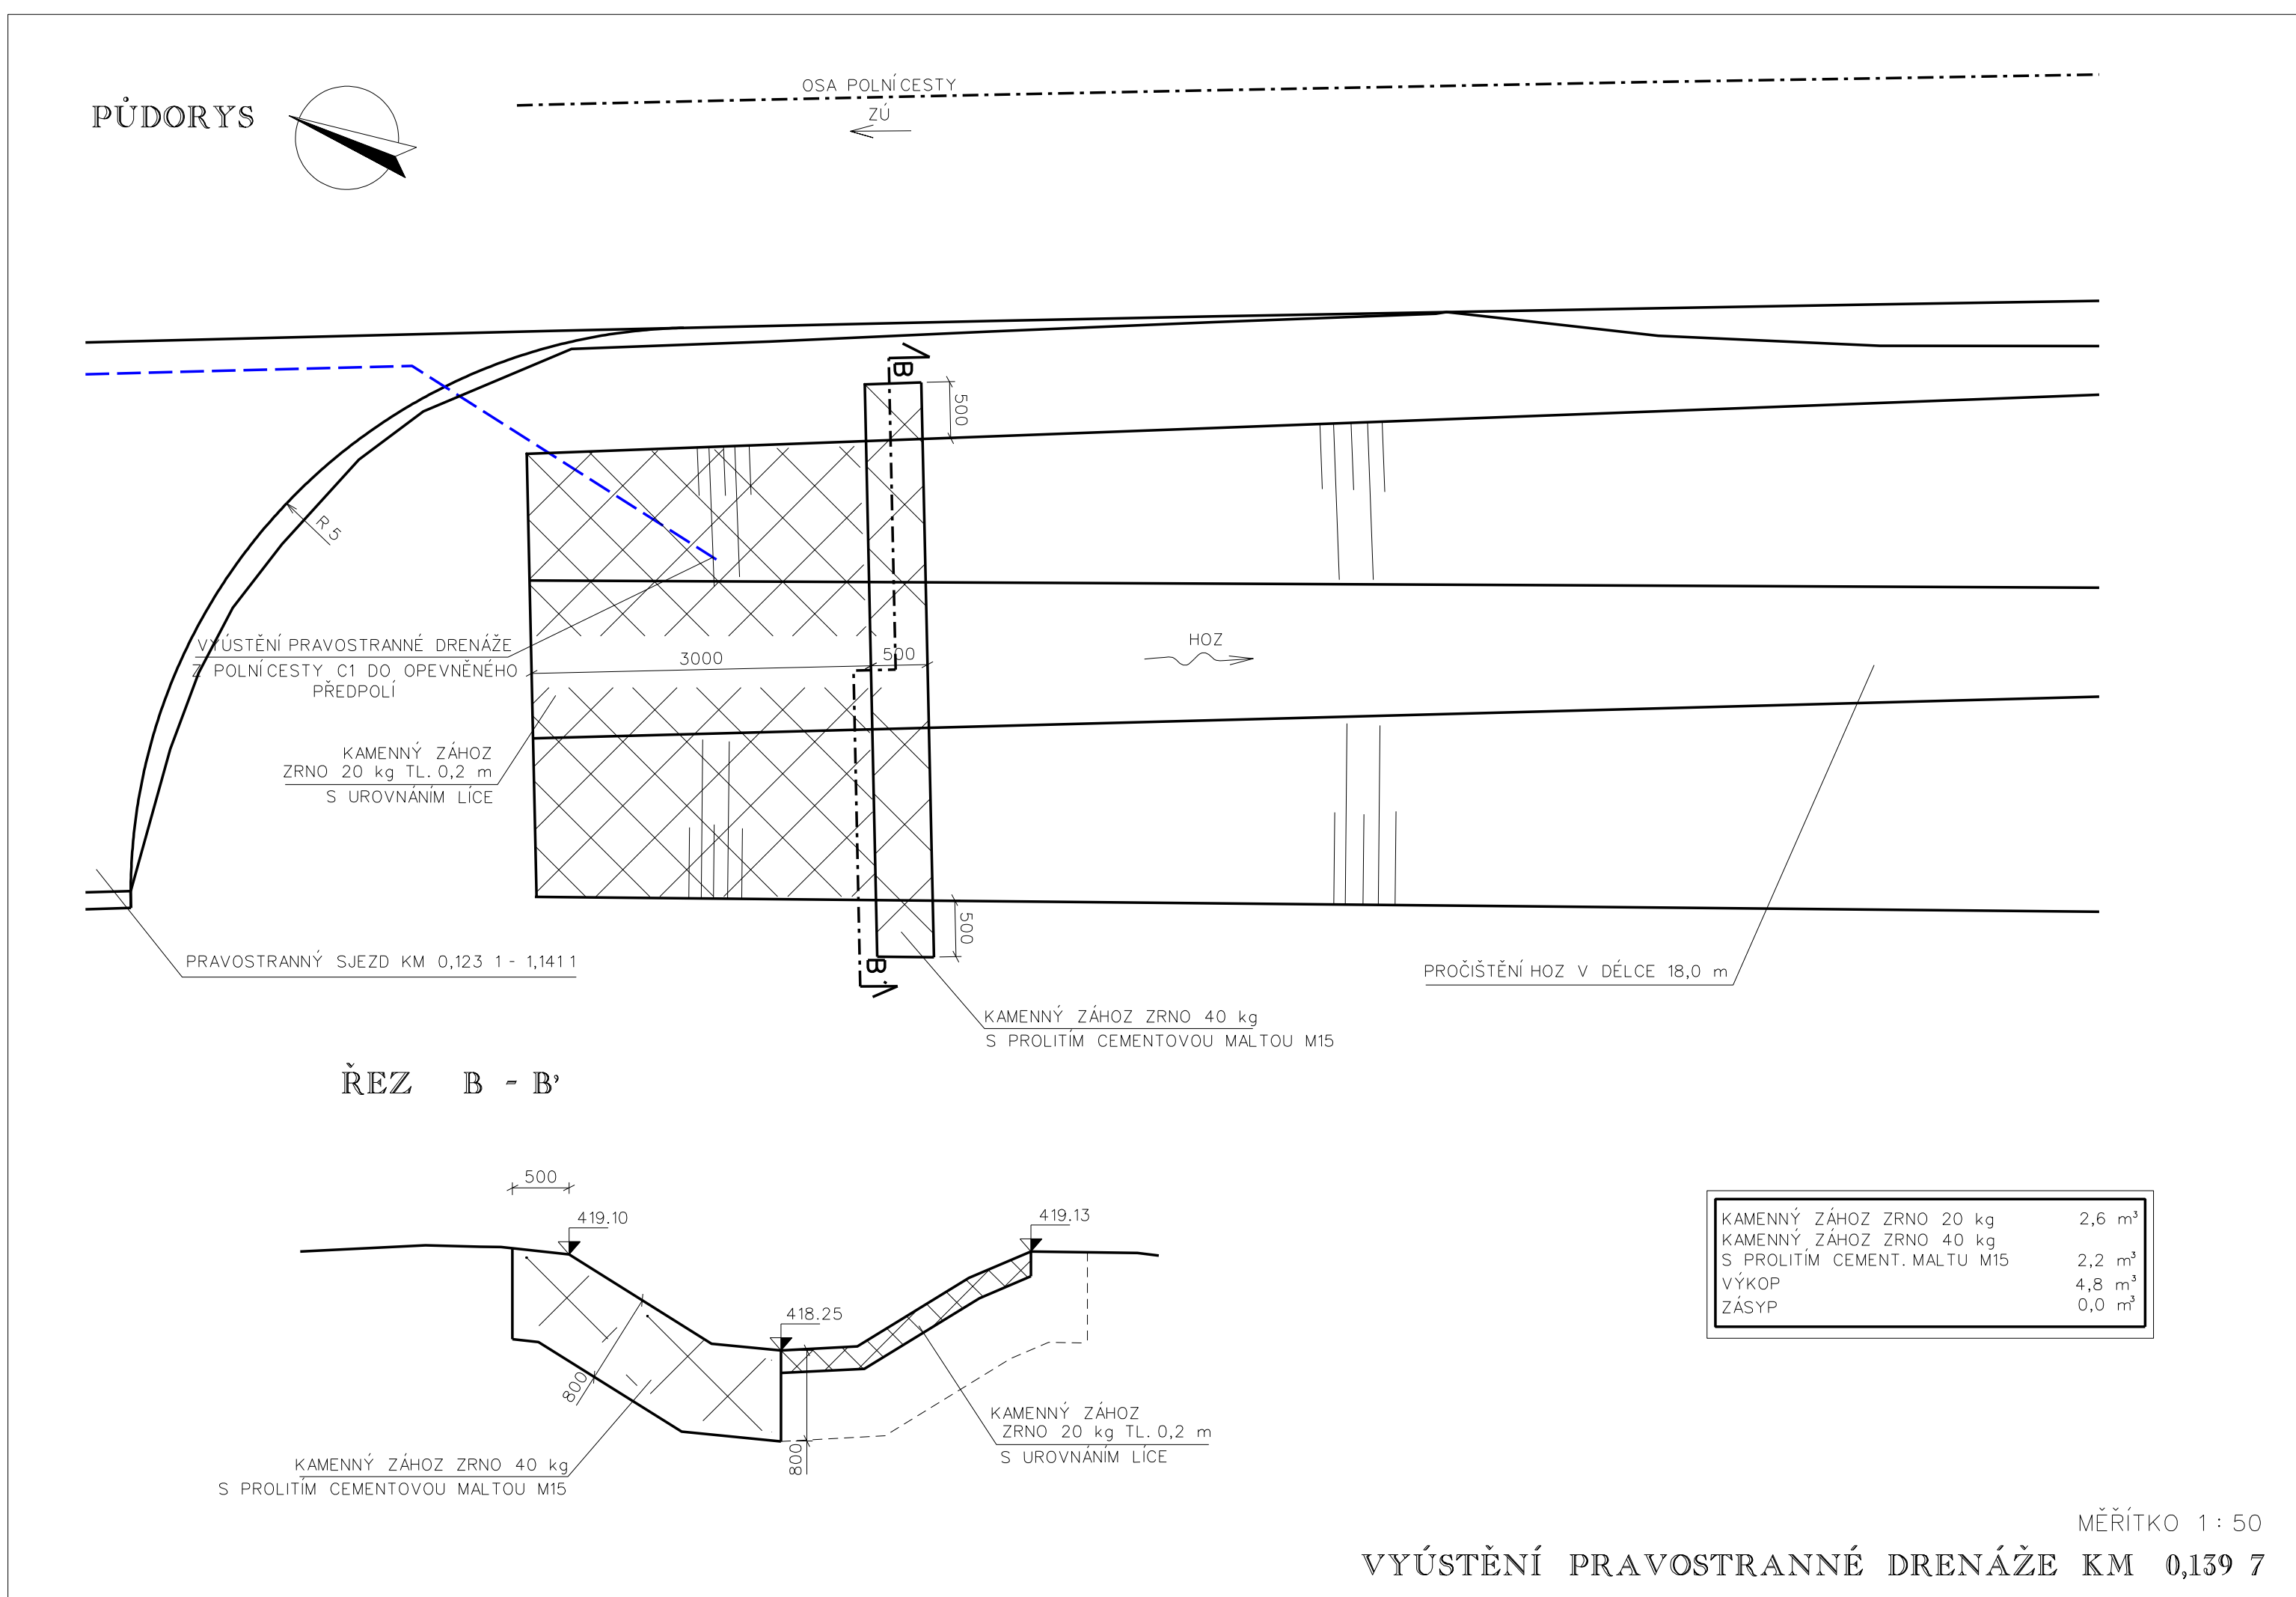 PŮDORYS
OSA POLNÍ CESTY
ZÚ
B
500
R 5
VYÚSTĚNÍ PRAVOSTRANNÉ DRENÁŽE
Z POLNÍ CESTY C1 DO OPEVNĚNÉHO
PŘEDPOLÍ
3000
500
HOZ
KAMENNÝ ZÁHOZ
ZRNO 20 kg TL. 0,2 m
S UROVNÁNÍM LÍCE
500
B'
PRAVOSTRANNÝ SJEZD KM 0,123 1 - 1,141 1
PROČIŠTĚNÍ HOZ V DÉLCE 18,0 m
KAMENNÝ ZÁHOZ ZRNO 40 kg
S PROLITÍM CEMENTOVOU MALTOU M15
ŘEZ B - B'
500
419.10
419.13
418.25
800
800
KAMENNÝ ZÁHOZ
ZRNO 20 kg TL. 0,2 m
S UROVNÁNÍM LÍCE
KAMENNÝ ZÁHOZ ZRNO 40 kg
S PROLITÍM CEMENTOVOU MALTOU M15
KAMENNÝ ZÁHOZ ZRNO 20 kg 2,6 m³
KAMENNÝ ZÁHOZ ZRNO 40 kg
S PROLITÍM CEMENT. MALTU M15 2,2 m³
VÝKOP 4,8 m³
ZÁSYP 0,0 m³
MĚŘÍTKO 1 : 50
VYÚSTĚNÍ PRAVOSTRANNÉ DRENÁŽE KM 0,139 7